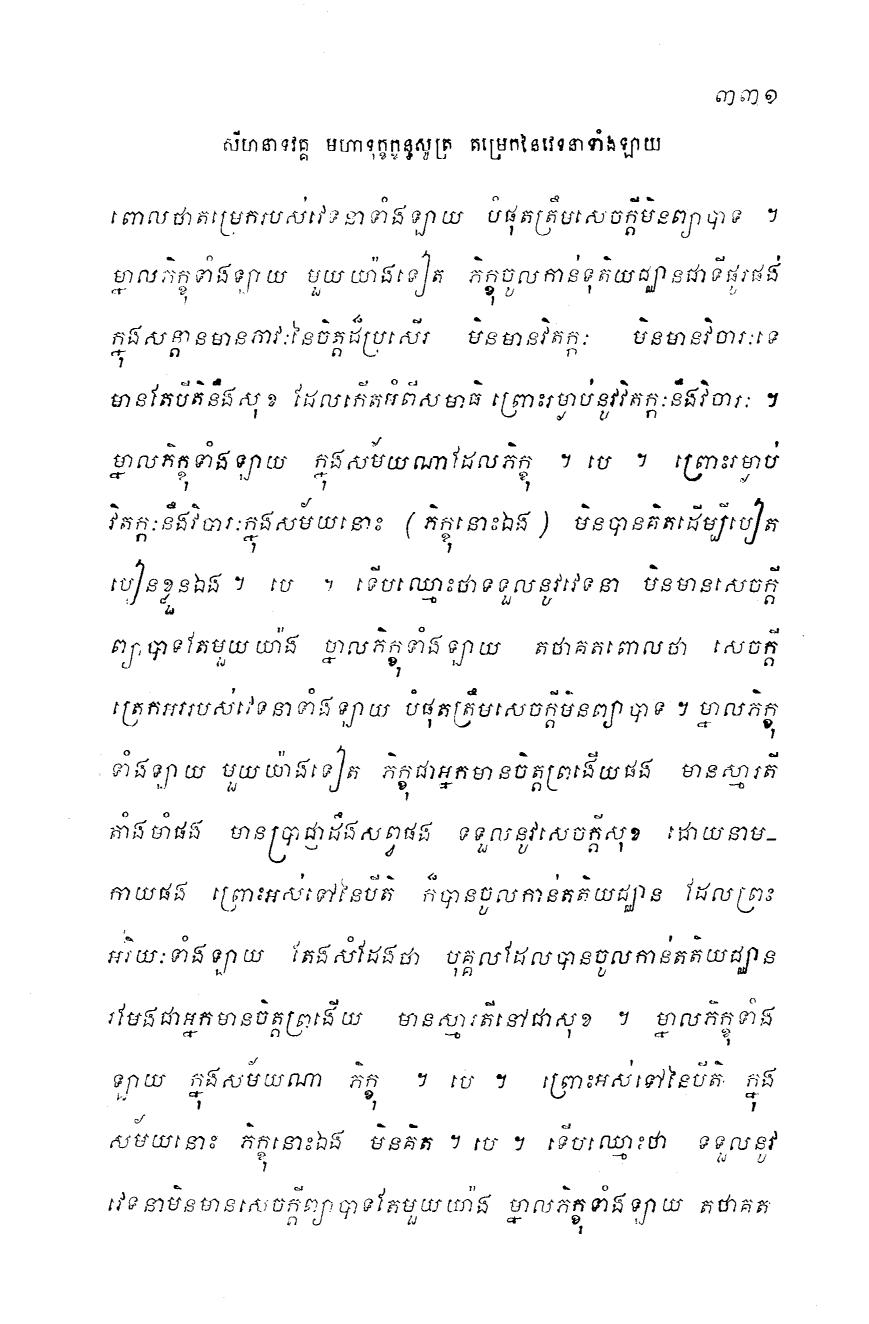 ៣៣១
សីហនាទវគ្គ មហាទុក្ខក្ខន្ធសូត្រ តម្រេកនៃវេទនាទាំងឡាយ
ពោលថាតម្រេករបស់វេទនាទាំងឡាយ បំផុតត្រឹមសេចក្តីមិនព្យាបាទ ។
ម្នាលភិក្ខុទាំងឡាយ មួយយ៉ាងទៀត ភិក្ខុចូលកាន់ទុតិយជ្ឈានជាទីផូរផង់
ក្នុងសន្តានមានភាវៈនៃចិត្តដ៏ប្រសើរ មិនមានវិតក្កៈ មិនមានវិចារៈទេ
មានតែបីតិនឹងសុខ ដែលកើតអំពីសមាធិ ព្រោះរម្ងាប់នូវវិតក្កៈនឹងវិចារៈ ។
ម្នាលភិក្ខុទាំងឡាយ ក្នុងសម័យណាដែលភិក្ខុ ។ បេ ។ ព្រោះរម្ងាប់
វិតក្កៈនឹងវិចារៈក្នុងសម័យនោះ (ភិក្ខុនោះឯង) មិនបានគិតដើម្បីបៀត
បៀនខ្លួនឯង ។ បេ ។ ទើបឈ្មោះថាទទួលនូវវេទនា មិនមានសេចក្តី
ព្យាបាទតែមួយយ៉ាង ម្នាលភិក្ខុទាំងឡាយ តថាគតពោលថា សេចក្តី
ត្រេកអររបស់វេទនាទាំងឡាយ បំផុតត្រឹមសេចក្តីមិនព្យាបាទ ។ ម្នាលភិក្ខុ
ទាំងឡាយ មួយយ៉ាងទៀត ភិក្ខុជាអ្នកមានចិត្តព្រងើយផង មានស្មារតី
តាំងមាំផង មានប្រាជ្ញាដឹងសព្វផង ទទួលនូវសេចក្តីសុខ ដោយនាម-
កាយផង ព្រោះអស់ទៅនៃបីតិ ក៏បានចូលកាន់តតិយជ្ឈាន ដែលព្រះ
អរិយៈទាំងឡាយ តែងសំដែងថា បុគ្គលដែលបានចូលកាន់តតិយជ្ឈាន
រមែងជាអ្នកមានចិត្តព្រងើយ មានស្មារតីនៅជាសុខ ។ ម្នាលភិក្ខុទាំង
ឡាយ ក្នុងសម័យណា ភិក្ខុ ។ បេ ។ ព្រោះអស់ទៅនៃបីតិ ក្នុង
សម័យនោះ ភិក្ខុនោះឯង មិនគិត ។ បេ ។ ទើបឈ្មោះថា ទទួលនូវ
វេទនាមិនមានសេចក្តីព្យាបាទតែមួយយ៉ាង ម្នាលភិក្ខុទាំងឡាយ តថាគត